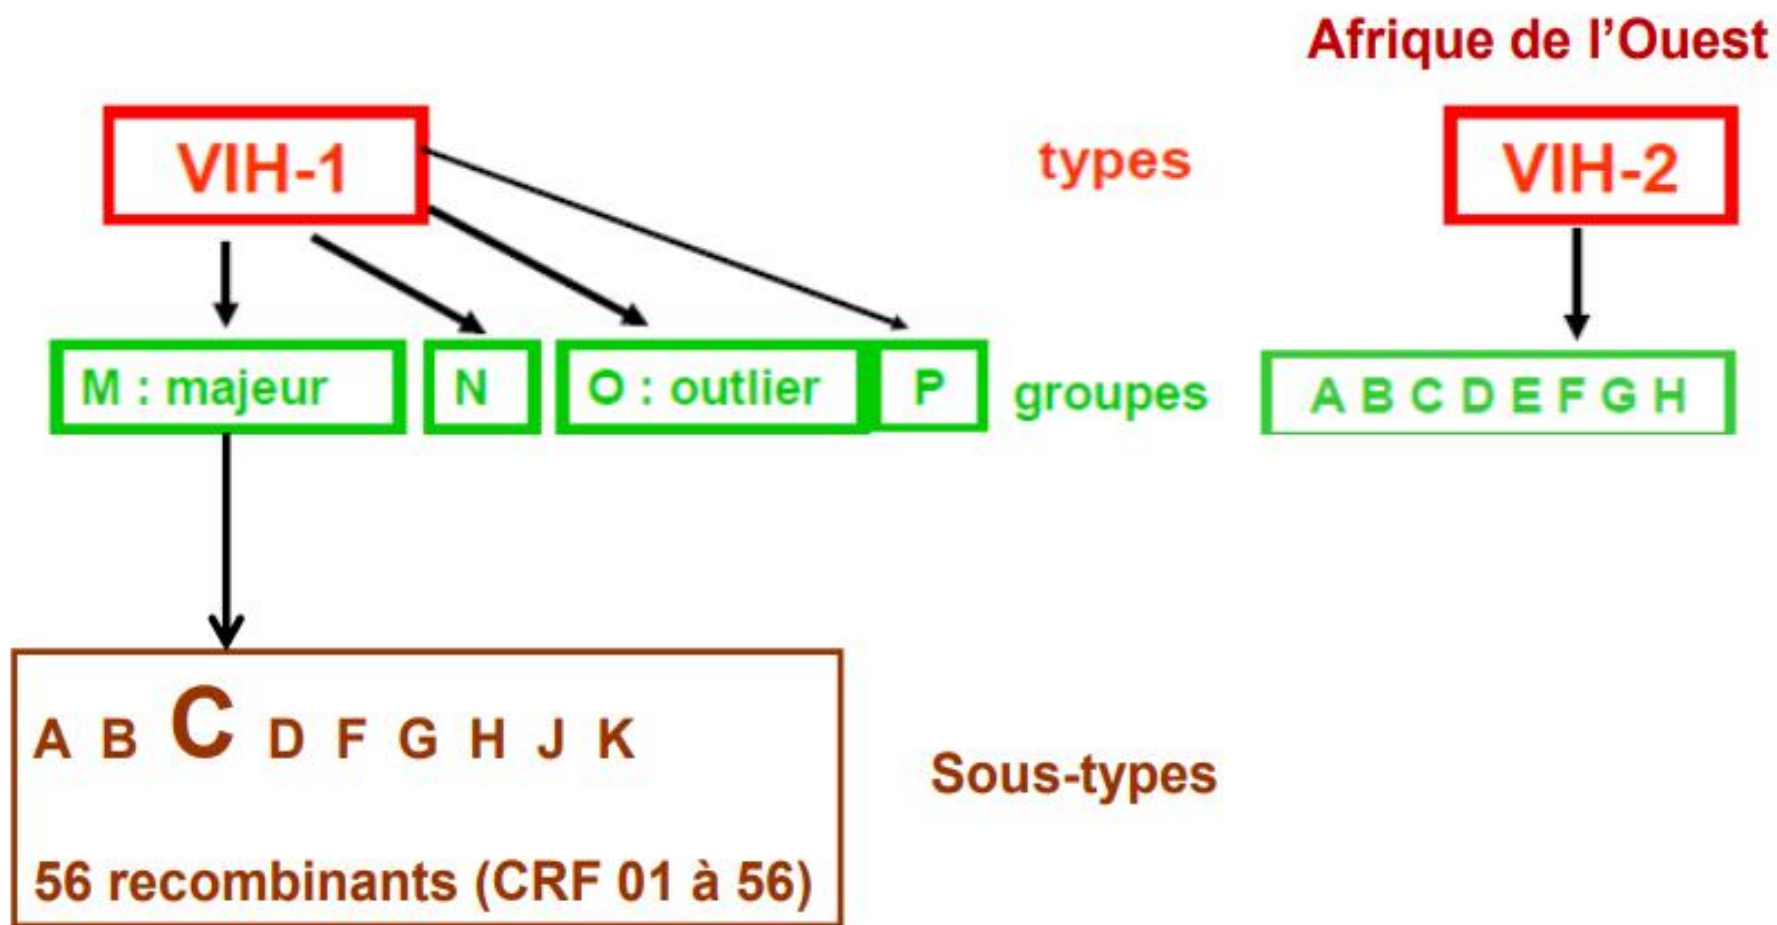 Afrique de l’Ouest
VIH-1
types
VIH-2
M : majeur
N
O : outlier
P
groupes
A B C D E F G H
A B C D F G H J K
Sous-types
56 recombinants (CRF 01 à 56)